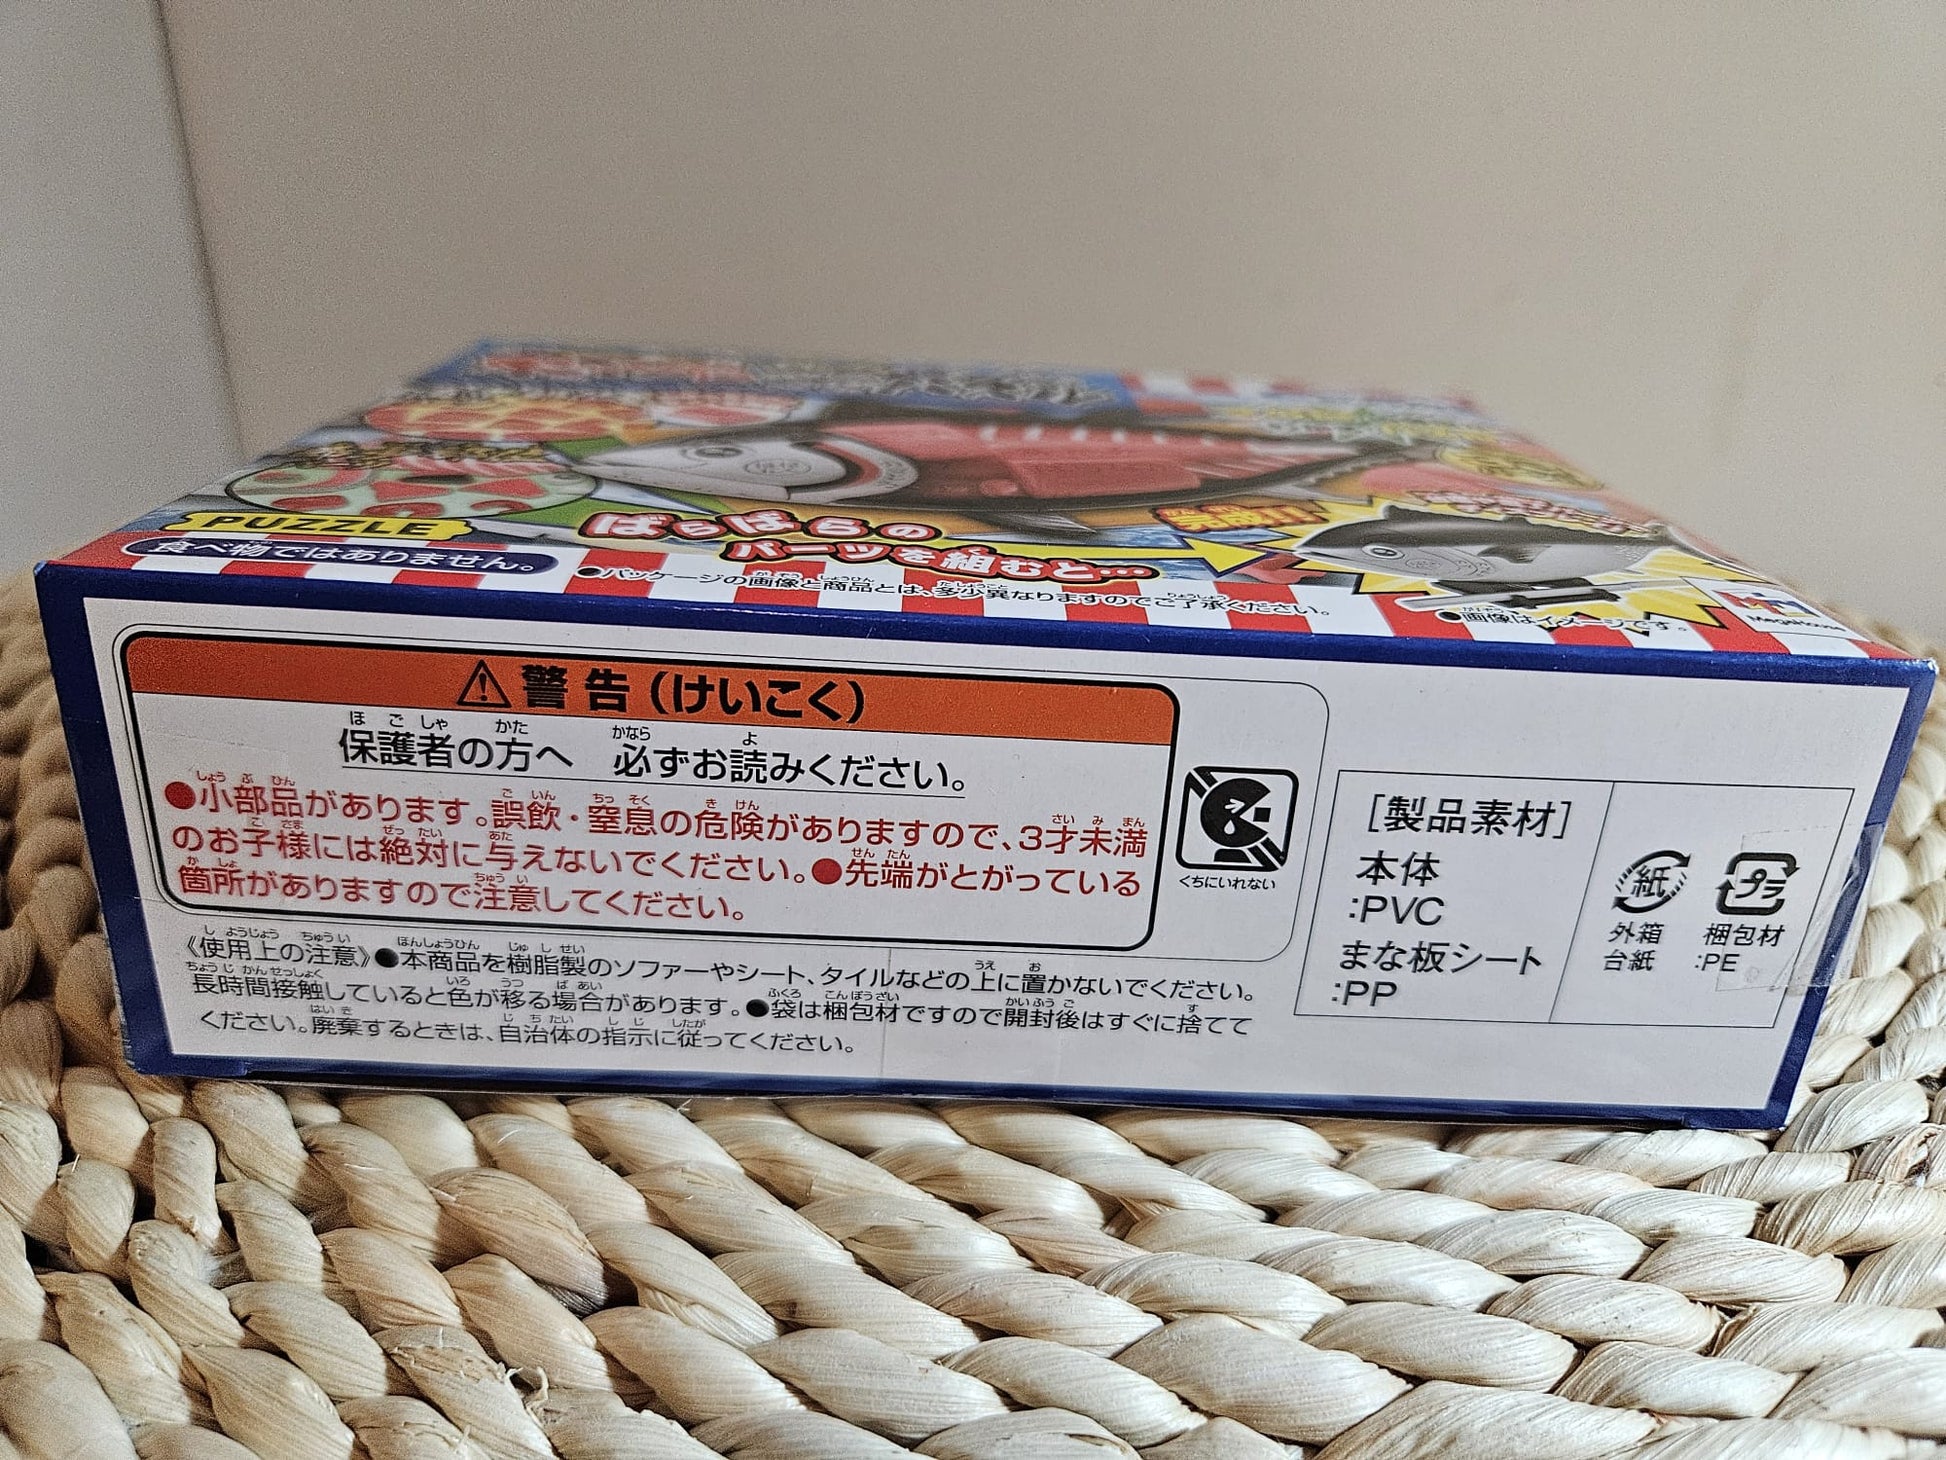 PUZZLE
食べ物ではありません。
ばらばらの
パーツを組むと…
●パッケージの画像と商品とは、多少異なりますのでご了承ください。
●画像はイメージです。
MegaHouse
警告（けいこく）
保護者の方へ 必ずお読みください。
●小部品があります。誤飲・窒息の危険がありますので、3才未満
のお子様には絶対に与えないでください。●先端がとがっている
箇所がありますので注意してください。
くちにいれない
《使用上の注意》●本商品を樹脂製のソファーやシート、タイルなどの上に置かないでください。
長時間接触していると色が移る場合があります。●袋は梱包材ですので開封後はすぐに捨てて
ください。廃棄するときは、自治体の指示に従ってください。
［製品素材］
本体
:PVC
まな板シート
:PP
紙
外箱
台紙
プラ
梱包材
:PE